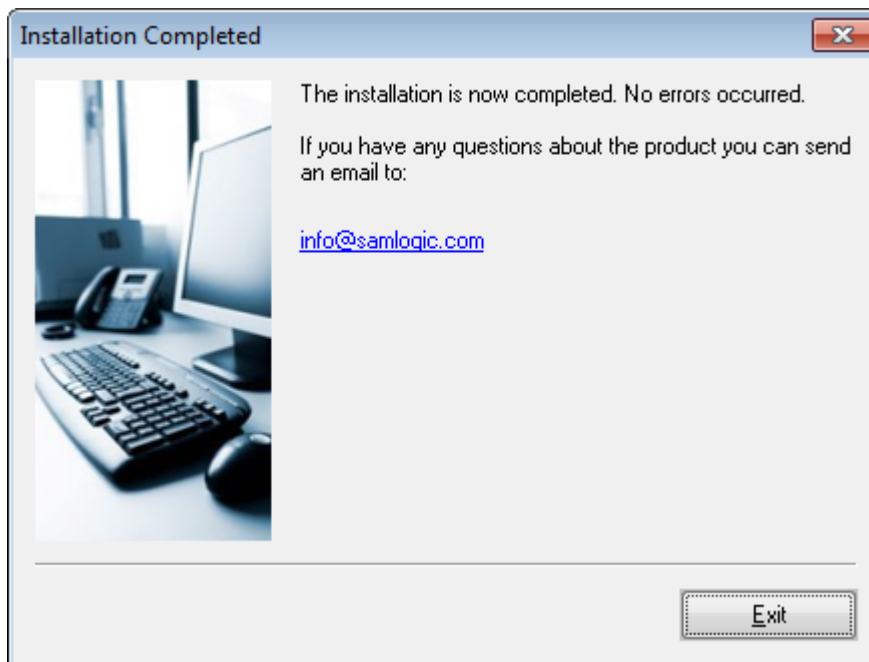 Installation Completed
The installation is now completed. No errors occurred.
If you have any questions about the product you can send
an email to:
info@samlogic.com
Exit